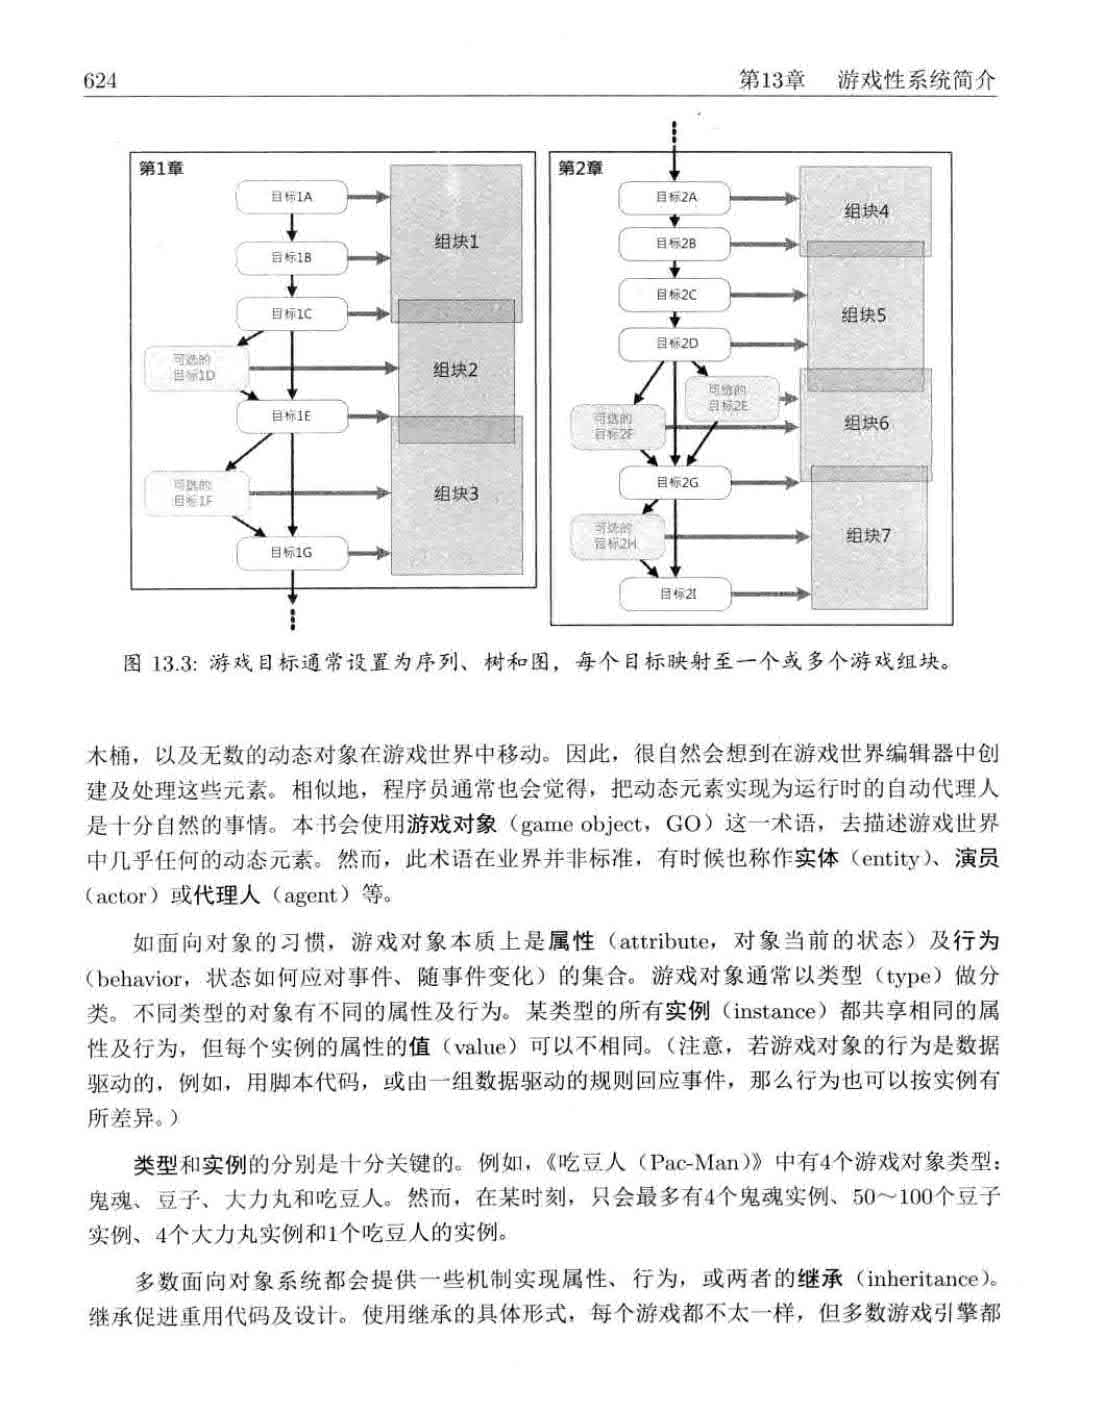 624
第13章 游戏性系统简介
第1章
目标1A
目标1B
目标1C
可选的
目标1D
目标1E
可选的
目标1F
目标1G
组块1
组块2
组块3
第2章
目标2A
目标2B
目标2C
目标2D
可选的
目标2E
可选的
目标2F
目标2G
可选的
目标2H
目标2I
组块4
组块5
组块6
组块7
图 13.3: 游戏目标通常设置为序列、树和图，每个目标映射至一个或多个游戏组块。
木桶，以及无数的动态对象在游戏世界中移动。因此，很自然会想到在游戏世界编辑器中创
建及处理这些元素。相似地，程序员通常也会觉得，把动态元素实现为运行时的自动代理人
是十分自然的事情。本书会使用游戏对象（game object，GO）这一术语，去描述游戏世界
中几乎任何的动态元素。然而，此术语在业界并非标准，有时候也称作实体（entity）、演员
（actor）或代理人（agent）等。
如面向对象的习惯，游戏对象本质上是属性（attribute，对象当前的状态）及行为
（behavior，状态如何应对事件、随事件变化）的集合。游戏对象通常以类型（type）做分
类。不同类型的对象有不同的属性及行为。某类型的所有实例（instance）都共享相同的属
性及行为，但每个实例的属性的值（value）可以不相同。（注意，若游戏对象的行为是数据
驱动的，例如，用脚本代码，或由一组数据驱动的规则回应事件，那么行为也可以按实例有
所差异。）
类型和实例的分别是十分关键的。例如，《吃豆人（Pac-Man）》中有4个游戏对象类型：
鬼魂、豆子、大力丸和吃豆人。然而，在某时刻，只会最多有4个鬼魂实例、50～100个豆子
实例、4个大力丸实例和1个吃豆人的实例。
多数面向对象系统都会提供一些机制实现属性、行为，或两者的继承（inheritance）。
继承促进重用代码及设计。使用继承的具体形式，每个游戏都不太一样，但多数游戏引擎都